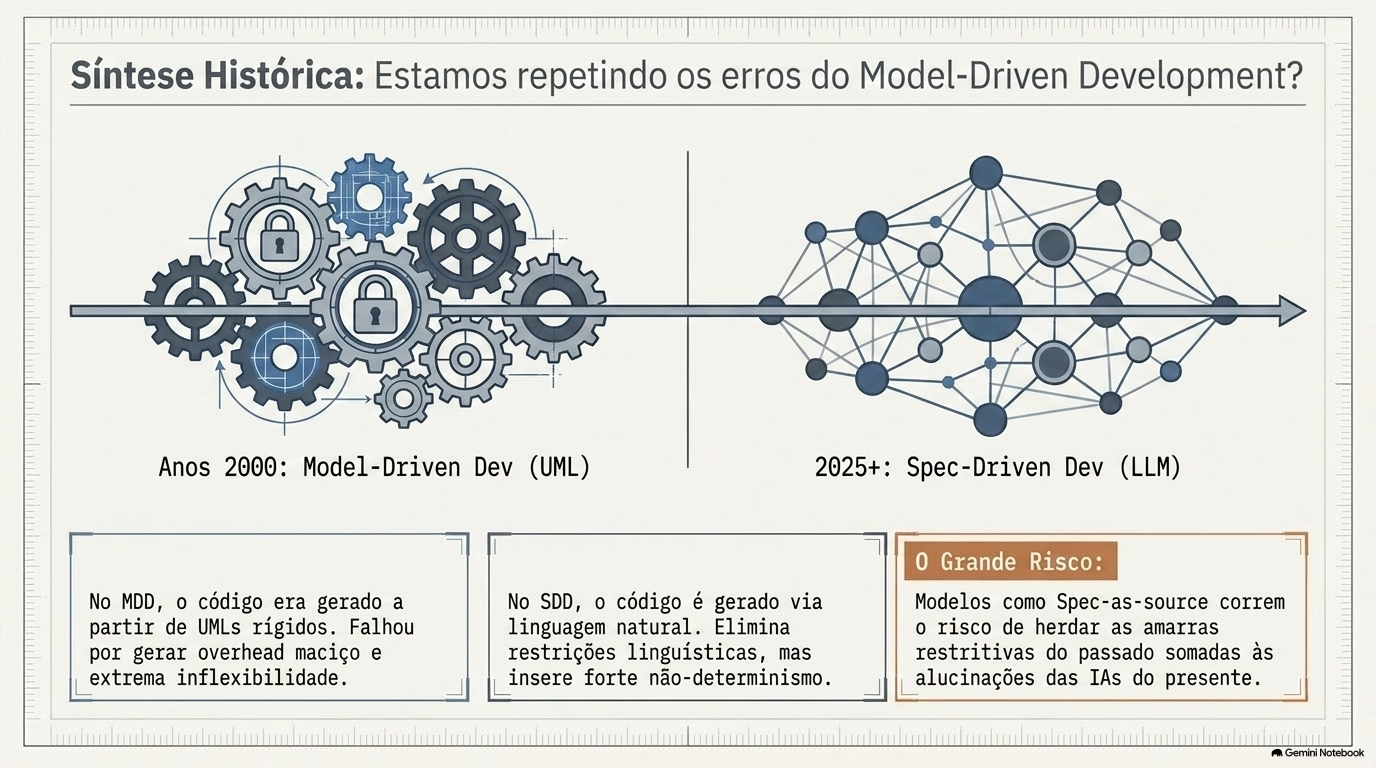 Síntese Histórica: Estamos repetindo os erros do Model-Driven Development?
Anos 2000: Model-Driven Dev (UML)
2025+: Spec-Driven Dev (LLM)
No MDD, o código era gerado a
partir de UMLs rígidos. Falhou
por gerar overhead maciço e
extrema inflexibilidade.
No SDD, o código é gerado via
linguagem natural. Elimina
restrições linguísticas, mas
insere forte não-determinismo.
O Grande Risco:
Modelos como Spec-as-source correm
o risco de herdar as amarras
restritivas do passado somadas às
alucinações das IAs do presente.
Gemini Notebook